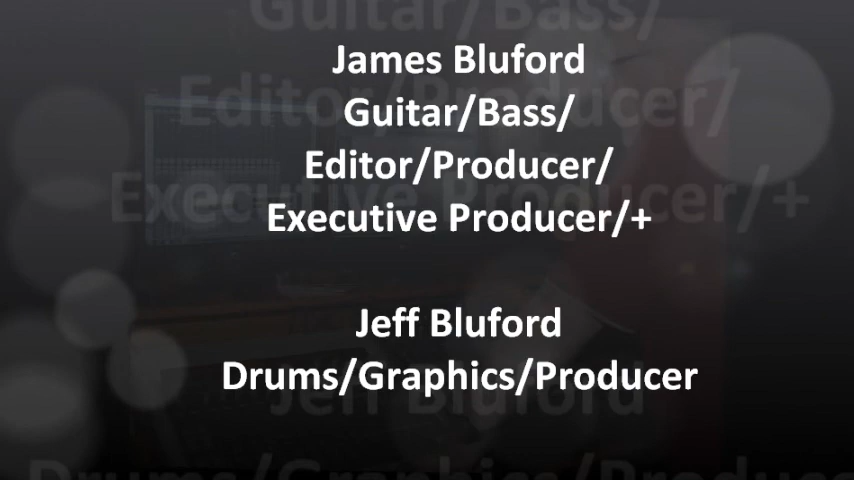 James Bluford
Guitar/Bass/
Editor/Producer/
Executive Producer/+
Jeff Bluford
Drums/Graphics/Producer